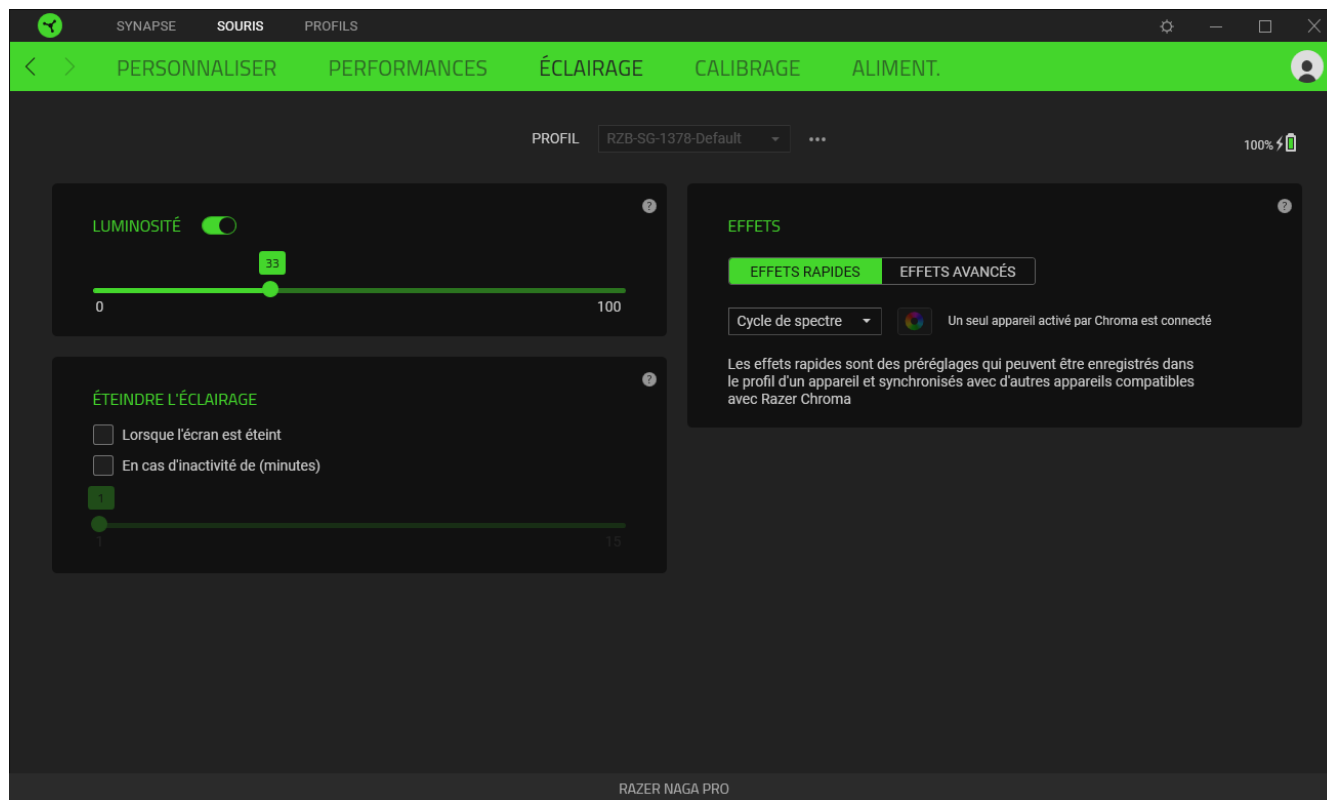 SYNAPSE SOURIS PROFILS
PERSONNALISER PERFORMANCES ÉCLAIRAGE CALIBRAGE ALIMENT.
PROFIL RZB-SG-1378-Default
100%
LUMINOSITÉ
33
0 100
ÉTEINDRE L'ÉCLAIRAGE
Lorsque l'écran est éteint
En cas d'inactivité de (minutes)
1
1 15
EFFETS
EFFETS RAPIDES EFFETS AVANCÉS
Cycle de spectre Un seul appareil activé par Chroma est connecté
Les effets rapides sont des préréglages qui peuvent être enregistrés dans
le profil d'un appareil et synchronisés avec d'autres appareils compatibles
avec Razer Chroma
RAZER NAGA PRO